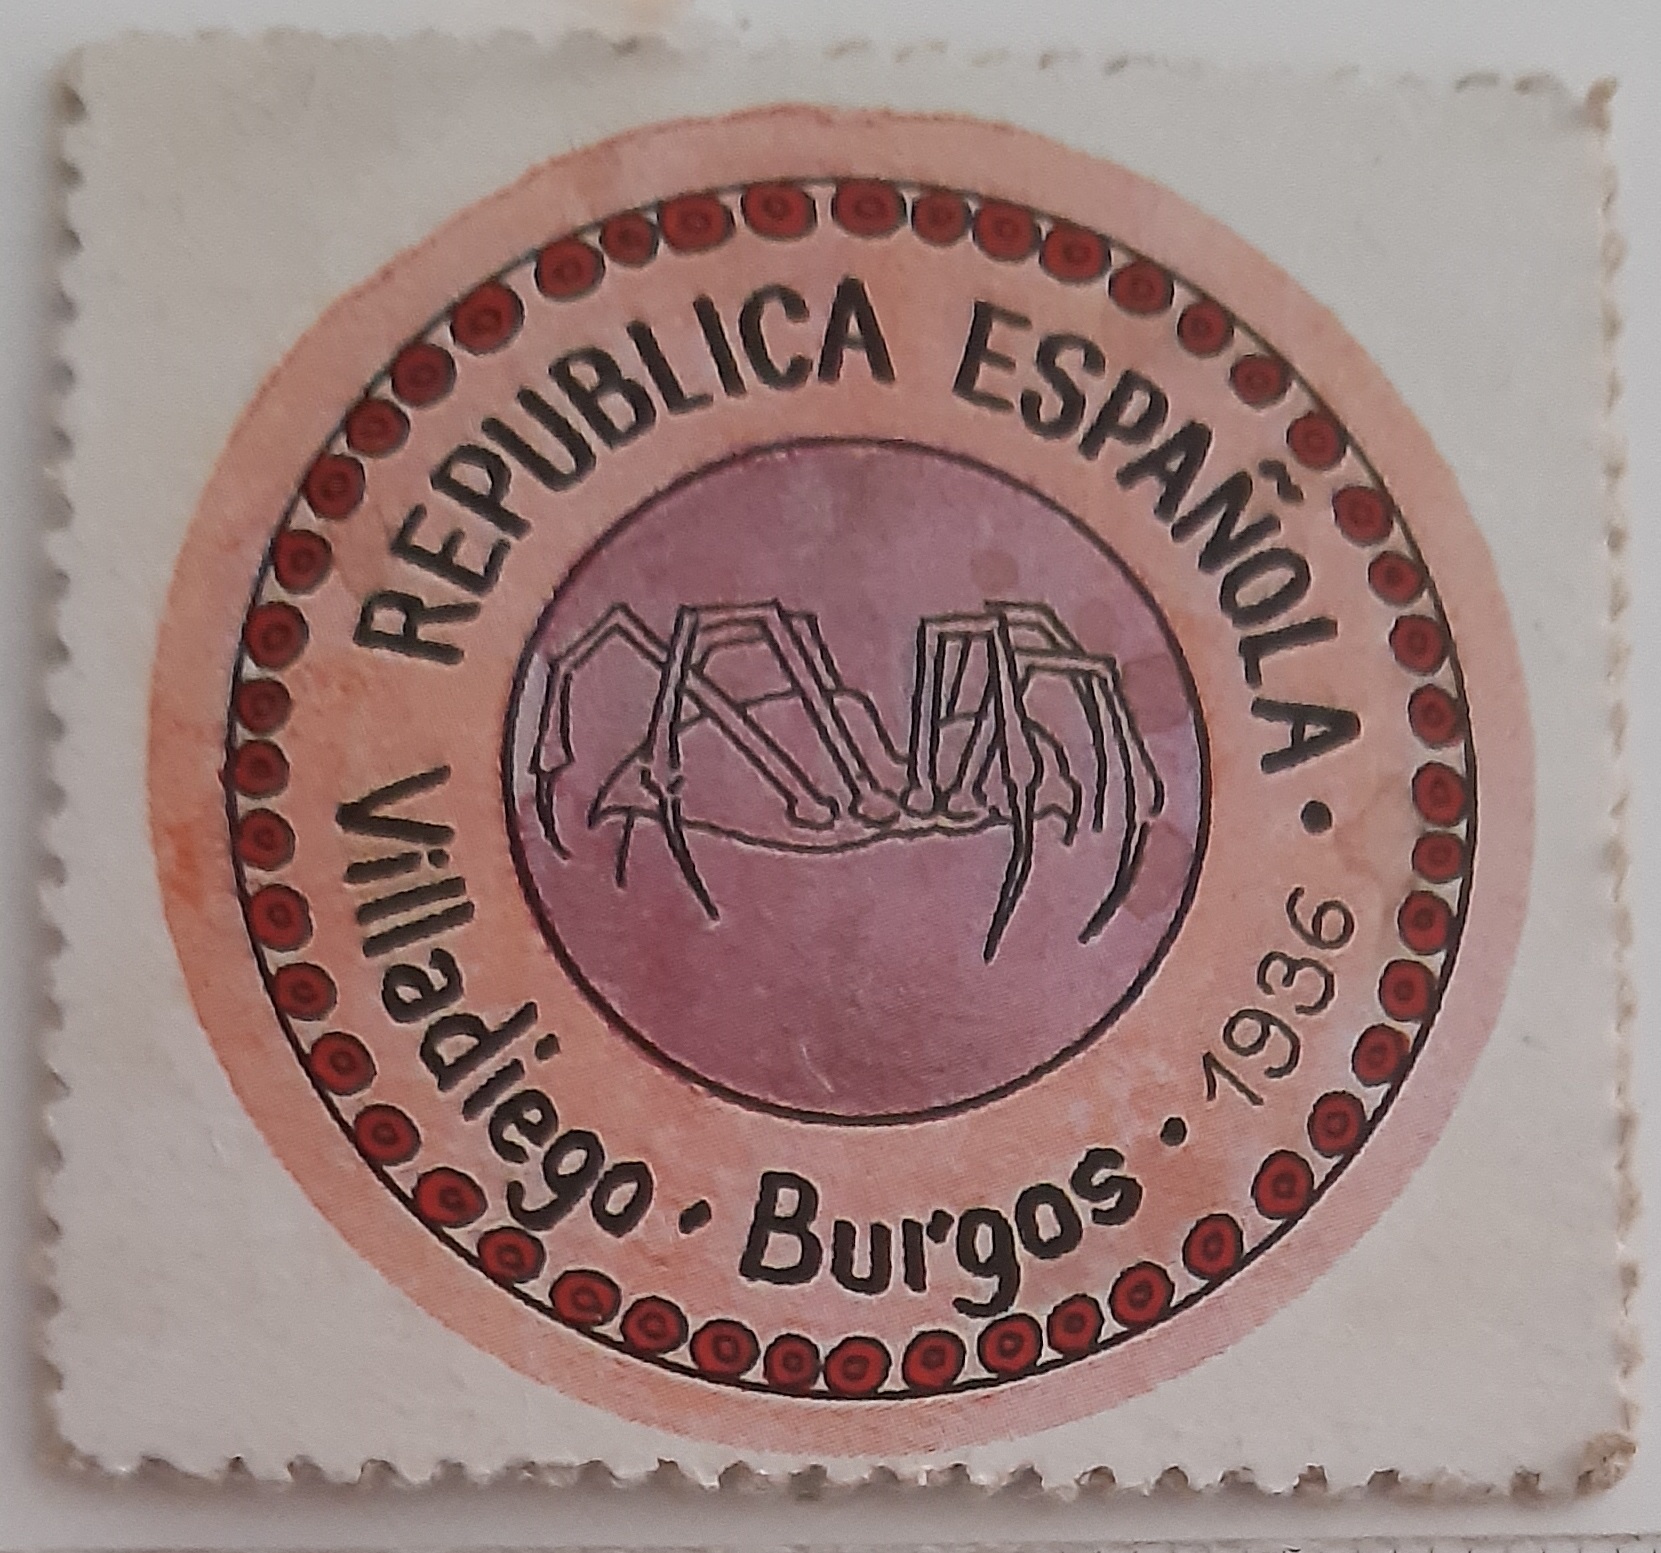 REPUBLICA ESPAÑOLA • 1936 •
Villadiego • Burgos